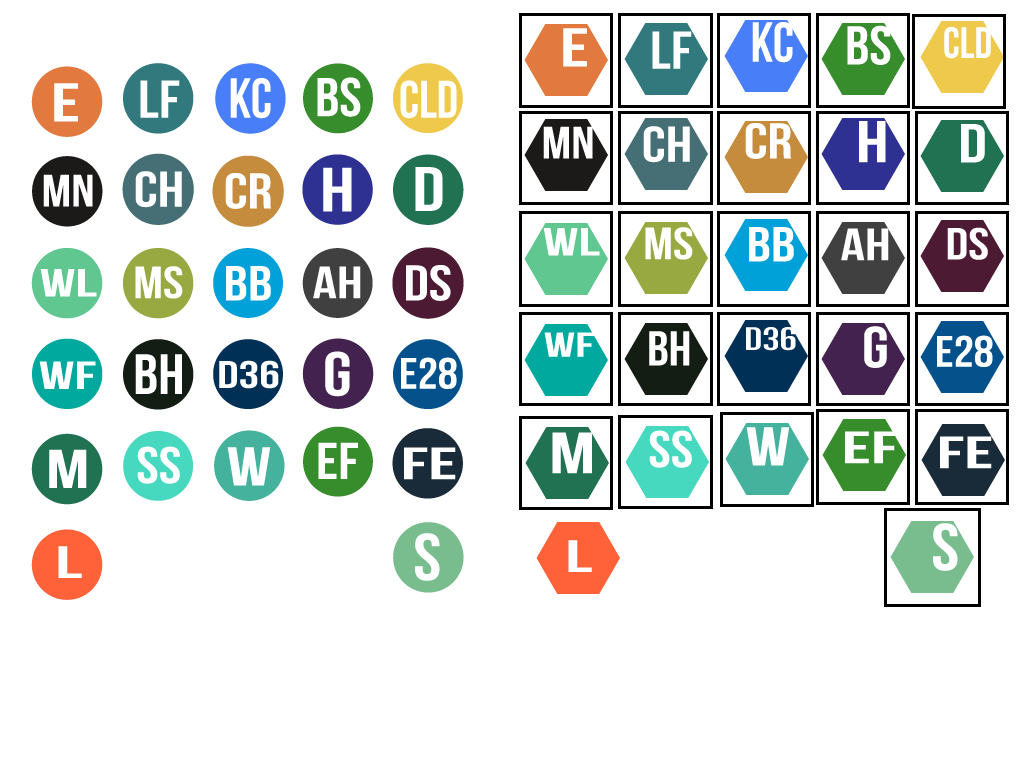 E LF KC BS CLD E LF KC BS CLD
MN CH CR H D MN CH CR H D
WL MS BB AH DS WL MS BB AH DS
WF BH D36 G E28 WF BH D36 G E28
M SS W EF FE M SS W EF FE
L S L S